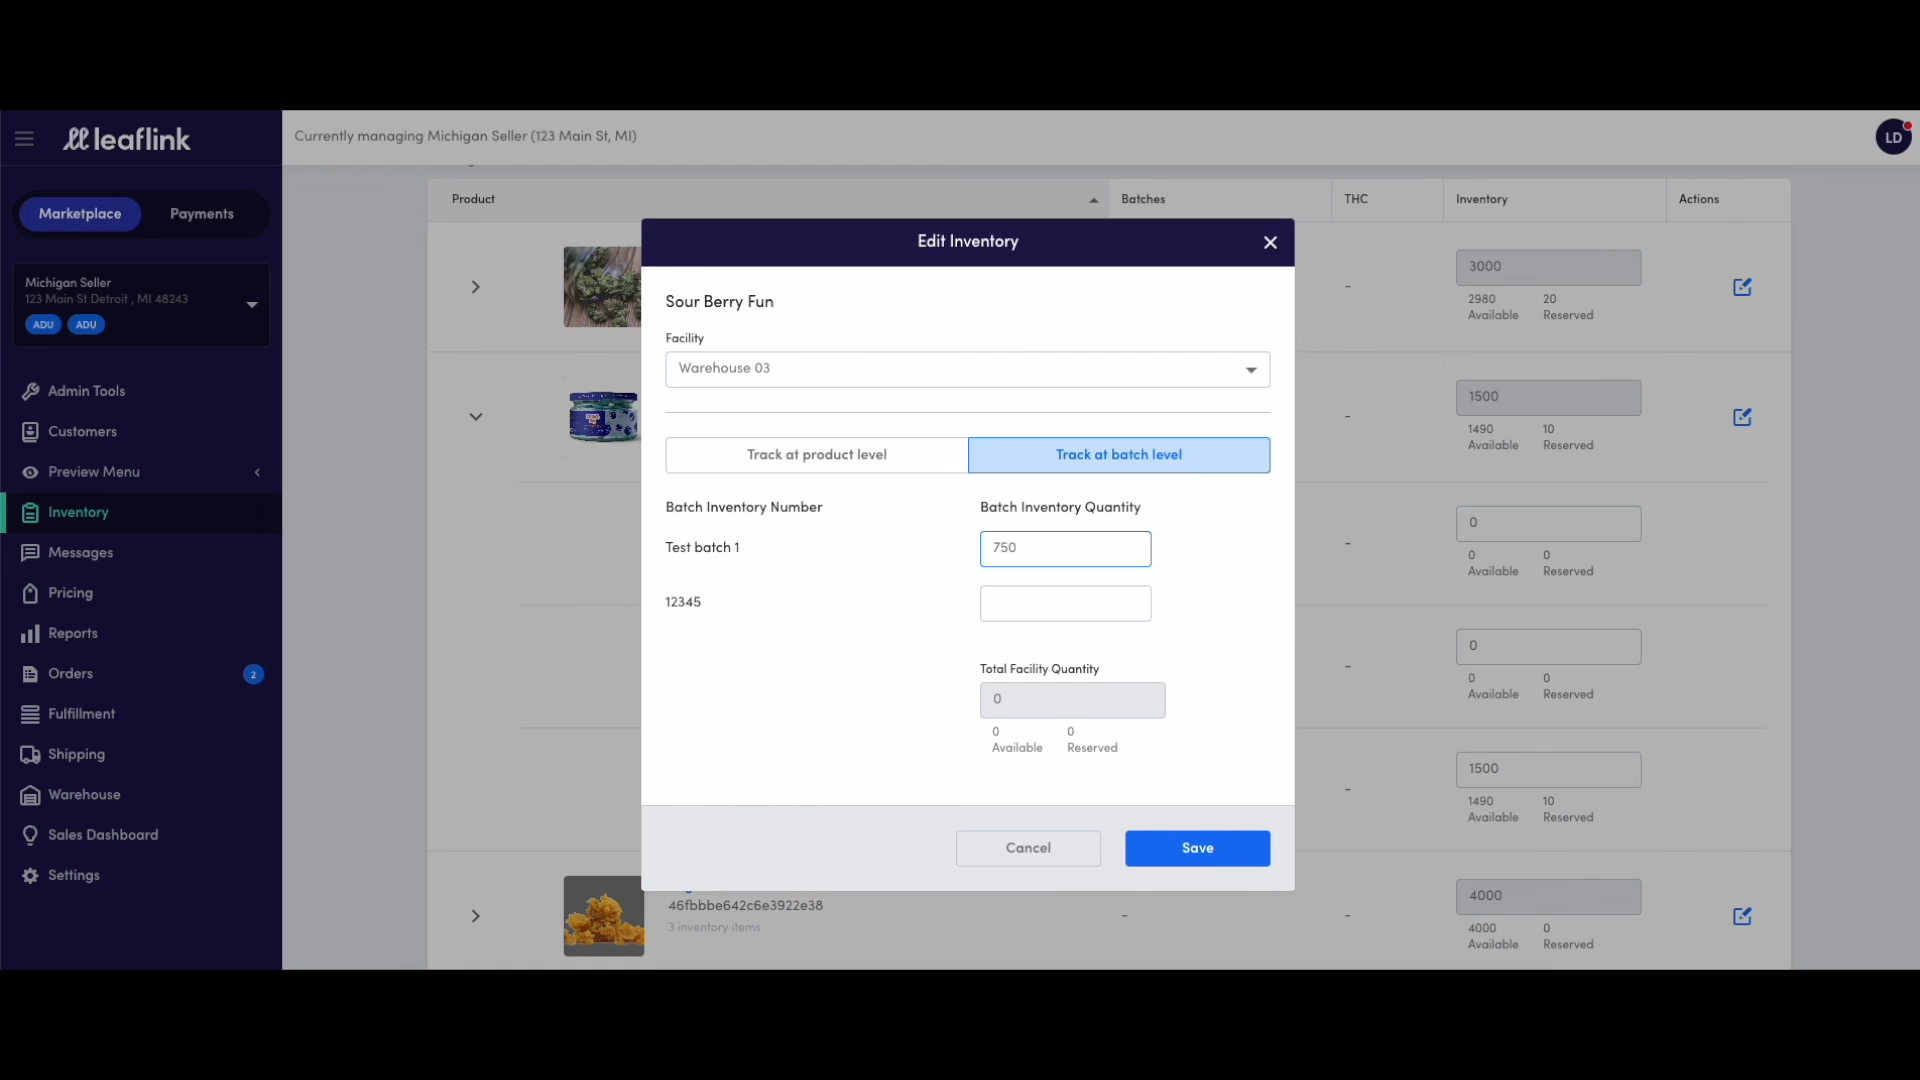 leaflink
Currently managing Michigan Seller (123 Main St, MI)
LD
Marketplace
Payments
Michigan Seller
123 Main St Detroit , MI 48243
ADU
ADU
Admin Tools
Customers
Preview Menu
Inventory
Messages
Pricing
Reports
Orders
2
Fulfillment
Shipping
Warehouse
Sales Dashboard
Settings
Product
Batches
THC
Inventory
Actions
-
3000
2980
20
Available
Reserved
-
1500
1490
10
Available
Reserved
-
0
0
0
Available
Reserved
-
0
0
0
Available
Reserved
-
1500
1490
10
Available
Reserved
46fbbbe642c6e3922e38
3 inventory items
-
-
4000
4000
0
Available
Reserved
Edit Inventory
Sour Berry Fun
Facility
Warehouse 03
Track at product level
Track at batch level
Batch Inventory Number
Batch Inventory Quantity
Test batch 1
750
12345
Total Facility Quantity
0
0
0
Available
Reserved
Cancel
Save